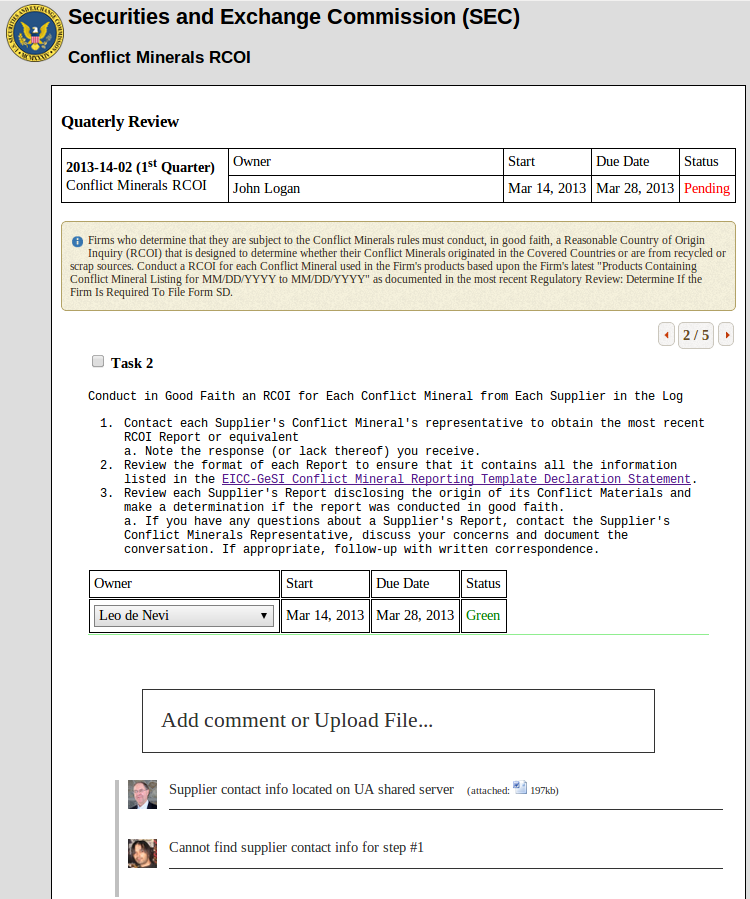 Securities and Exchange Commission (SEC)
Conflict Minerals RCOI
Quaterly Review
2013-14-02 (1st Quarter)
Conflict Minerals RCOI
Owner Start Due Date Status
John Logan Mar 14, 2013 Mar 28, 2013 Pending
Firms who determine that they are subject to the Conflict Minerals rules must conduct, in good faith, a Reasonable Country of Origin
Inquiry (RCOI) that is designed to determine whether their Conflict Minerals originated in the Covered Countries or are from recycled or
scrap sources. Conduct a RCOI for each Conflict Mineral used in the Firm's products based upon the Firm's latest "Products Containing
Conflict Mineral Listing for MM/DD/YYYY to MM/DD/YYYY" as documented in the most recent Regulatory Review: Determine If the
Firm Is Required To File Form SD.
2 / 5
Task 2
Conduct in Good Faith an RCOI for Each Conflict Mineral from Each Supplier in the Log
1. Contact each Supplier's Conflict Mineral's representative to obtain the most recent
RCOI Report or equivalent
a. Note the response (or lack thereof) you receive.
2. Review the format of each Report to ensure that it contains all the information
listed in the EICC-GeSI Conflict Mineral Reporting Template Declaration Statement.
3. Review each Supplier's Report disclosing the origin of its Conflict Materials and
make a determination if the report was conducted in good faith.
a. If you have any questions about a Supplier's Report, contact the Supplier's
Conflict Minerals Representative, discuss your concerns and document the
conversation. If appropriate, follow-up with written correspondence.
Owner Start Due Date Status
Leo de Nevi Mar 14, 2013 Mar 28, 2013 Green
Add comment or Upload File...
Supplier contact info located on UA shared server (attached: 197kb)
Cannot find supplier contact info for step #1